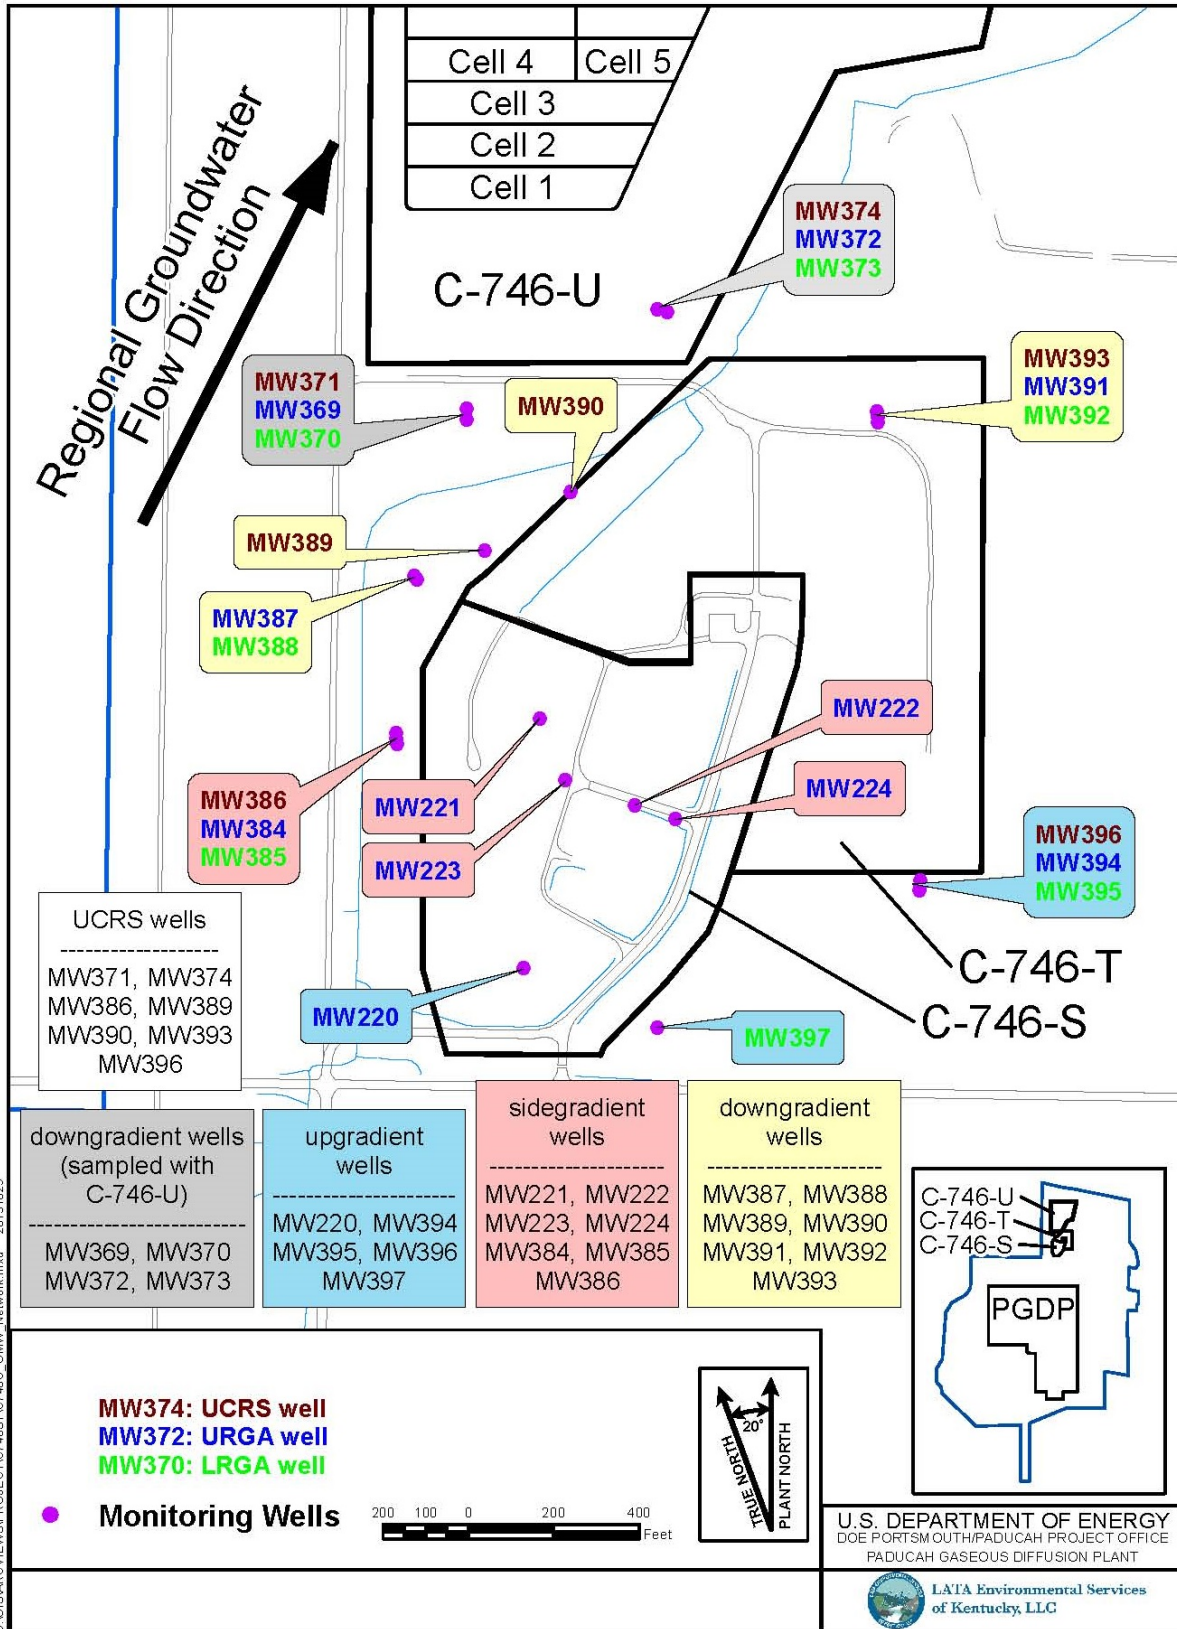 Cell 4
Cell 5
Cell 3
Cell 2
Cell 1
Regional Groundwater
Flow Direction
C-746-U
MW374
MW372
MW373
MW371
MW369
MW370
MW390
MW393
MW391
MW392
MW389
MW387
MW388
MW222
MW386
MW384
MW385
MW221
MW224
MW223
MW396
MW394
MW395
C-746-T
C-746-S
MW220
MW397
UCRS wells
-------------------
MW371, MW374
MW386, MW389
MW390, MW393
MW396
downgradient wells
(sampled with
C-746-U)
-------------------------
MW369, MW370
MW372, MW373
upgradient
wells
----------------------
MW220, MW394
MW395, MW396
MW397
sidegradient
wells
---------------------
MW221, MW222
MW223, MW224
MW384, MW385
MW386
downgradient
wells
---------------------
MW387, MW388
MW389, MW390
MW391, MW392
MW393
C-746-U
C-746-T
C-746-S
PGDP
MW374: UCRS well
MW372: URGA well
MW370: LRGA well
Monitoring Wells
200 100 0 200 400
Feet
20°
TRUE NORTH
PLANT NORTH
U.S. DEPARTMENT OF ENERGY
DOE PORTSMOUTH/PADUCAH PROJECT OFFICE
PADUCAH GASEOUS DIFFUSION PLANT
LATA Environmental Services
of Kentucky, LLC